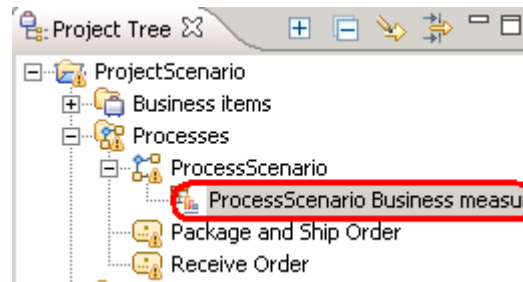 Project Tree
ProjectScenario
Business items
Processes
ProcessScenario
ProcessScenario Business measu
Package and Ship Order
Receive Order